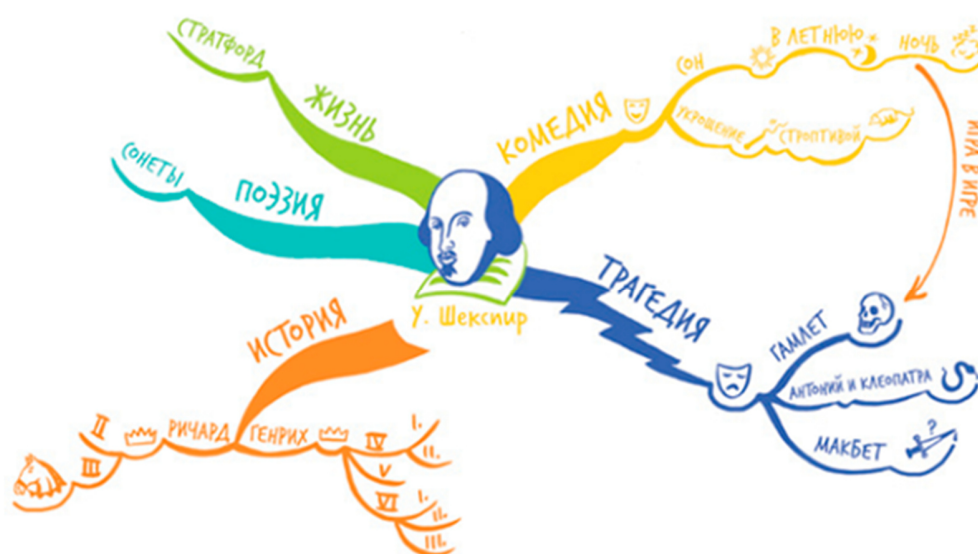 СТРАТФОРД
ЖИЗНЬ
СОНЕТЫ
ПОЭЗИЯ
КОМЕДИЯ
СОН
В ЛЕТНЮЮ
НОЧЬ
УКРОЩЕНИЕ
СТРОПТИВОЙ
ИГРА В ИГРЕ
У. Шекспир
ТРАГЕДИЯ
ГАМЛЕТ
АНТОНИЙ И КЛЕОПАТРА
МАКБЕТ
?
ИСТОРИЯ
РИЧАРД
II
III
ГЕНРИХ
IV
I.
II.
V
VI
I.
II.
III.